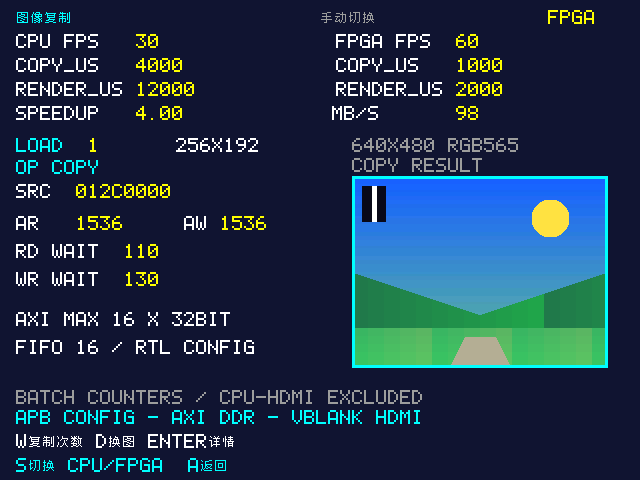 图像复制 手动切换 FPGA
CPU FPS 30 FPGA FPS 60
COPY_US 4000 COPY_US 1000
RENDER_US 12000 RENDER_US 2000
SPEEDUP 4.00 MB/S 98
LOAD 1 256X192 640X480 RGB565
OP COPY COPY RESULT
SRC 012C0000
AR 1536 AW 1536
RD WAIT 110
WR WAIT 130
AXI MAX 16 X 32BIT
FIFO 16 / RTL CONFIG
BATCH COUNTERS / CPU-HDMI EXCLUDED
APB CONFIG - AXI DDR - VBLANK HDMI
W复制次数 D换图 ENTER详情
S切换 CPU/FPGA A返回